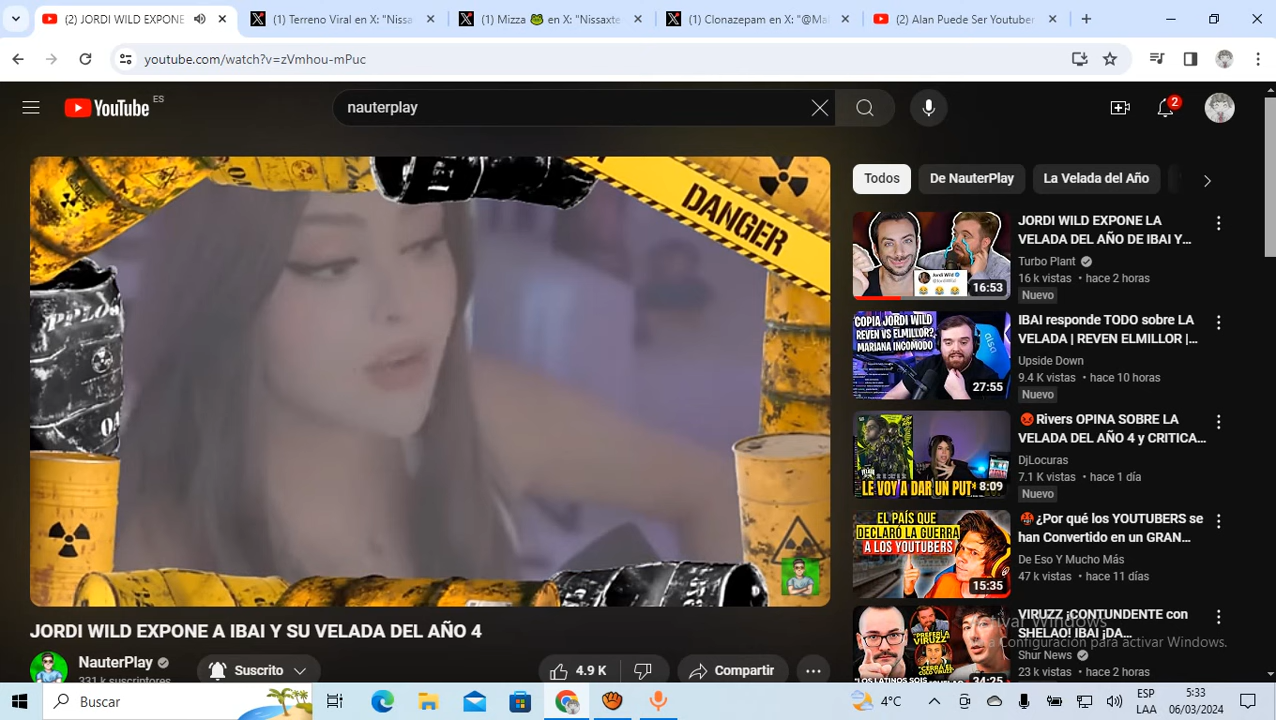 (2) JORDI WILD EXPONE
(1) Terreno Viral en X: "Nissa
(1) Mizza 🐸 en X: "Nissaxte
(1) Clonazepam en X: "@Mal
(2) Alan Puede Ser Youtuber
youtube.com/watch?v=zVmhou-mPuc
YouTube ES
nauterplay
2
DANGER
JORDI WILD EXPONE A IBAI Y SU VELADA DEL AÑO 4
NauterPlay
331 k suscriptores
Suscrito
4.9 K
Compartir
Todos
De NauterPlay
La Velada del Año
Jordi Wild
16:53
JORDI WILD EXPONE LA
VELADA DEL AÑO DE IBAI Y...
Turbo Plant
16 k vistas • hace 2 horas
Nuevo
COPIA JORDI WILD
REVEN VS ELMILLOR?
MARIANA INCOMODO
alsa
27:55
IBAI responde TODO sobre LA
VELADA | REVEN ELMILLOR |...
Upside Down
9.4 K vistas • hace 10 horas
Nuevo
LE VOY A DAR UN PUT*
8:09
😡Rivers OPINA SOBRE LA
VELADA DEL AÑO 4 y CRITICA...
DjLocuras
7.1 K vistas • hace 1 día
Nuevo
EL PAÍS QUE
DECLARÓ LA GUERRA
A LOS YOUTUBERS
15:35
🤬¿Por qué los YOUTUBERS se
han Convertido en un GRAN...
De Eso Y Mucho Más
47 k vistas • hace 11 días
"PREFIBLA
VIRUZZ"
"LOS LATINOS SOIS
34:25
VIRUZZ ¡CONTUNDENTE con
SHELAO! IBAI ¡DA...
Shur News
23 k vistas • hace 2 horas
Activar Windows
a Configuración para activar Windows.
Buscar
4°C
ESP
LAA
5:33
06/03/2024